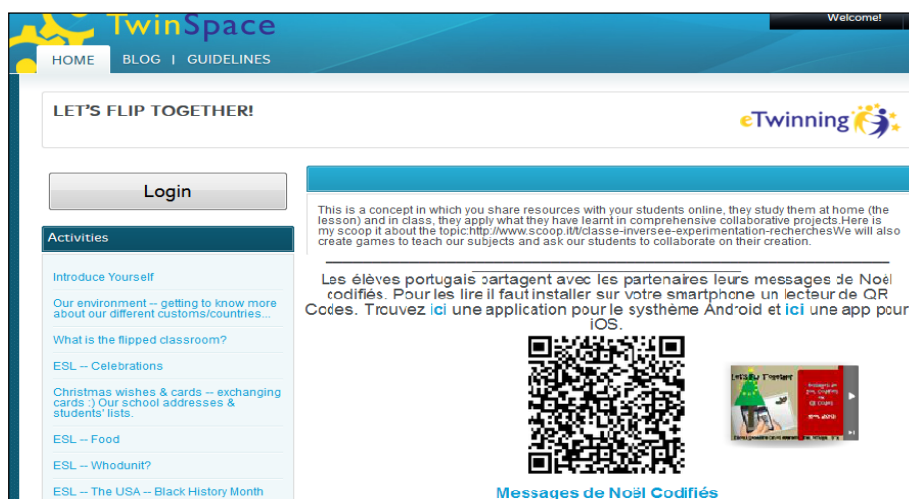 TwinSpace
Welcome!
HOME BLOG | GUIDELINES
LET'S FLIP TOGETHER!
eTwinning
Login
Activities
Introduce Yourself
Our environment -- getting to know more
about our different customs/countries...
What is the flipped classroom?
ESL -- Celebrations
Christmas wishes & cards -- exchanging
cards :) Our school addresses &
students' lists.
ESL -- Food
ESL -- Whodunit?
ESL -- The USA -- Black History Month
This is a concept in which you share resources with your students online, they study them at home (the
lesson) and in class, they apply what they have learnt in comprehensive collaborative projects.Here is
my scoop it about the topic:http://www.scoop.it/t/classe-inversee-experimentation-recherchesWe will also
create games to teach our subjects and ask our students to collaborate on their creation.
Les élèves portugais partagent avec les partenaires leurs messages de Noël
codifiés. Pour les lire il faut installer sur votre smartphone un lecteur de QR
Codes. Trouvez ici une application pour le systhème Android et ici une app pour
iOS.
Let's Flip Together
Messages de Noël Codifiés